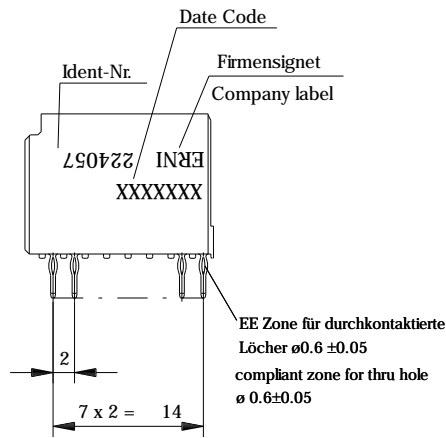 Date Code
Ident-Nr.
Firmensignet
Company label
ERNI 224057
XXXXXXX
EE Zone für durchkontaktierte
Löcher ø0.6 ±0.05
compliant zone for thru hole
ø 0.6±0.05
2
7 x 2 = 14